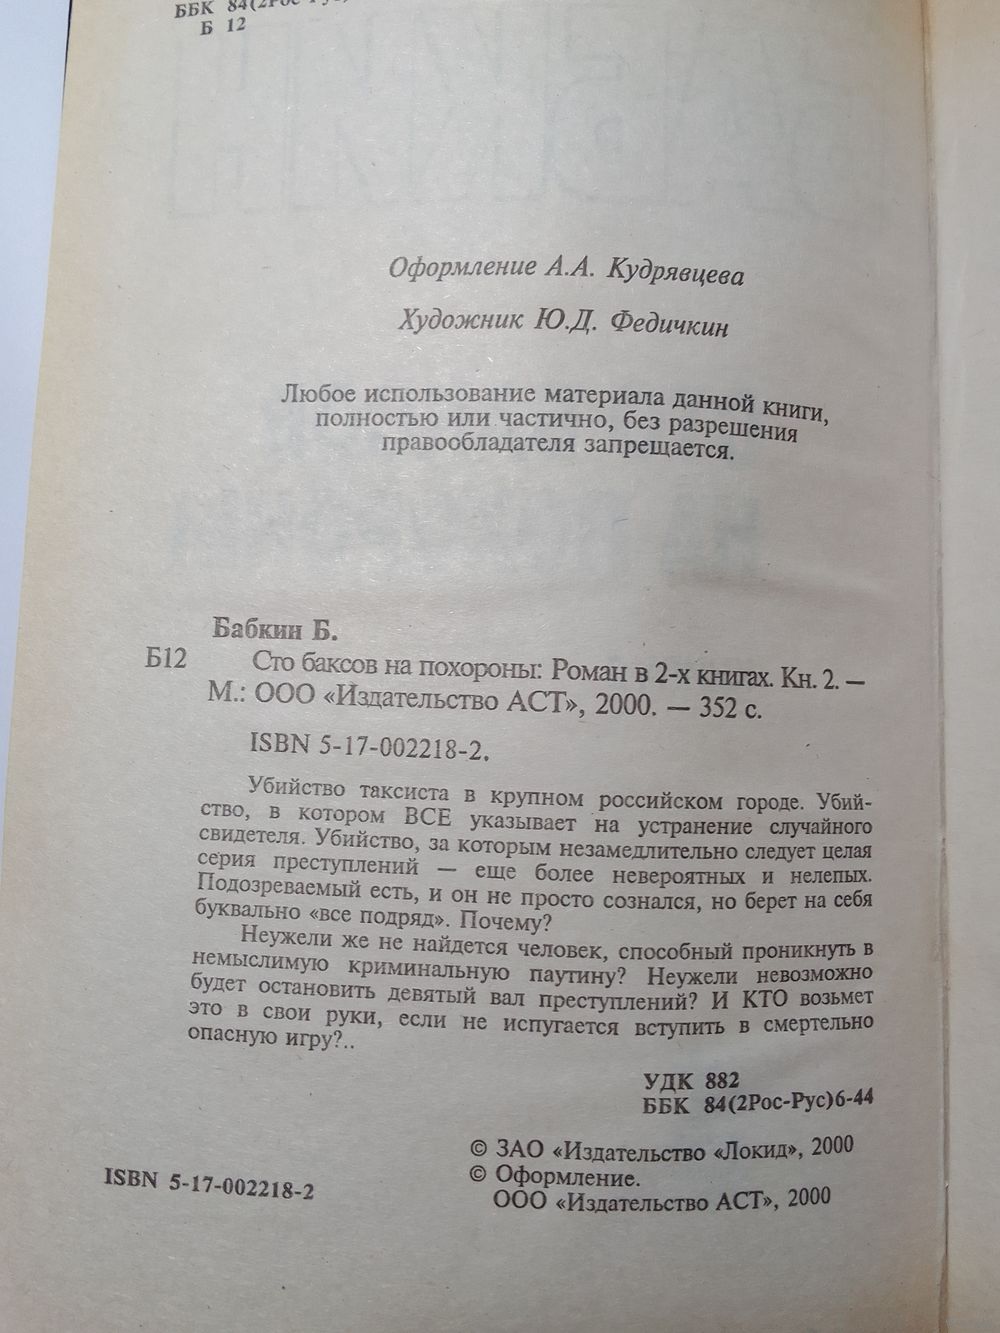 ББК 84(2Рос-Рус)
Б 12
Оформление А.А. Кудрявцева
Художник Ю.Д. Федичкин
Любое использование материала данной книги,
полностью или частично, без разрешения
правообладателя запрещается.
Бабкин Б.
Б12 Сто баксов на похороны: Роман в 2-х книгах. Кн. 2. —
М.: ООО «Издательство АСТ», 2000. — 352 с.
ISBN 5-17-002218-2.
Убийство таксиста в крупном российском городе. Убий-
ство, в котором ВСЕ указывает на устранение случайного
свидетеля. Убийство, за которым незамедлительно следует целая
серия преступлений — еще более невероятных и нелепых.
Подозреваемый есть, и он не просто сознался, но берет на себя
буквально «все подряд». Почему?
Неужели же не найдется человек, способный проникнуть в
немыслимую криминальную паутину? Неужели невозможно
будет остановить девятый вал преступлений? И КТО возьмет
это в свои руки, если не испугается вступить в смертельно
опасную игру?..
УДК 882
ББК 84(2Рос-Рус)6-44
© ЗАО «Издательство «Локид», 2000
© Оформление.
ООО «Издательство АСТ», 2000
ISBN 5-17-002218-2